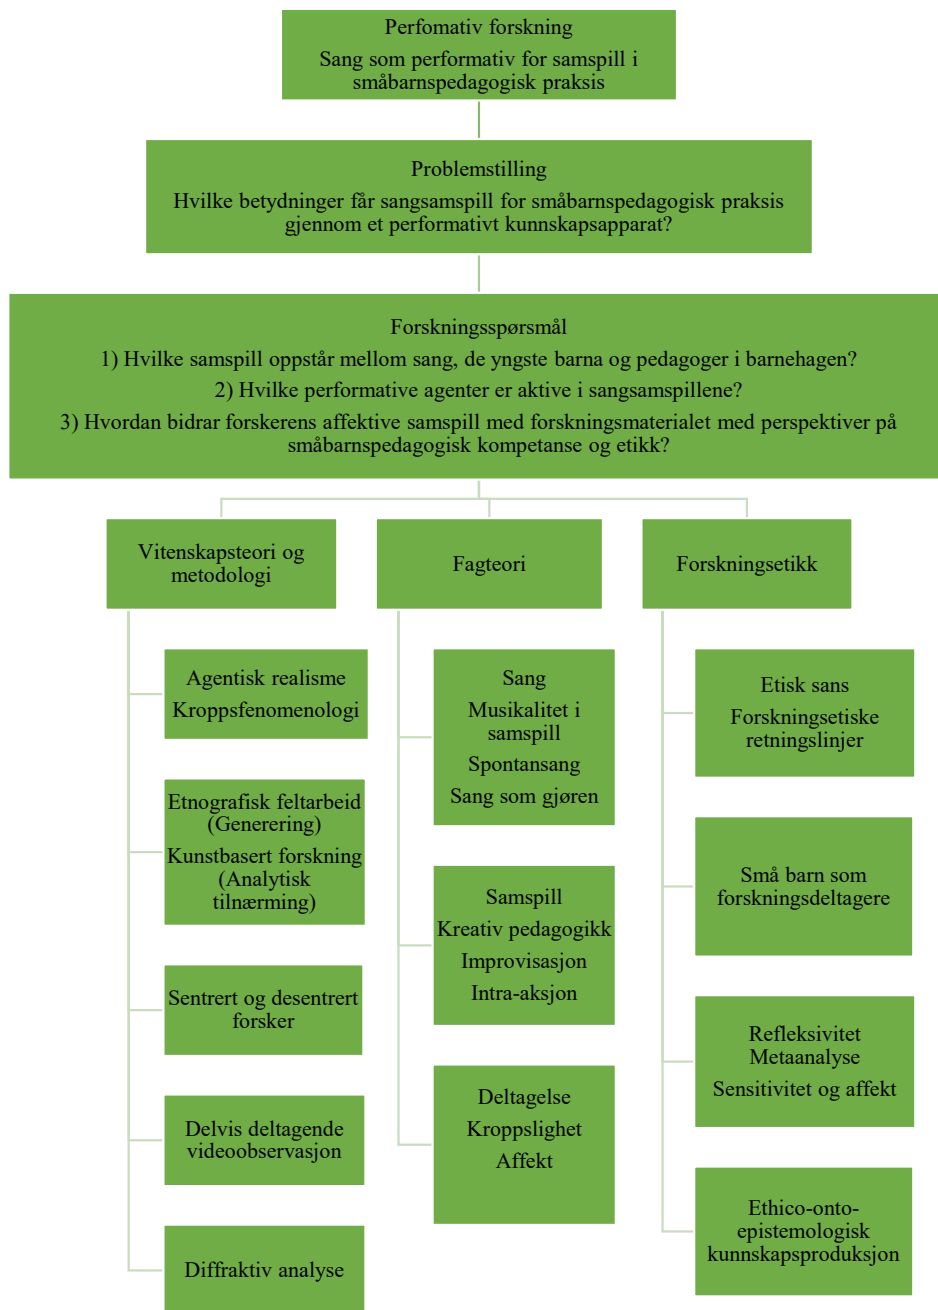 Perfomativ forskning
Sang som performativ for samspill i
småbarnspedagogisk praksis
Problemstilling
Hvilke betydninger får sangsamspill for småbarnspedagogisk praksis
gjennom et performativt kunnskapsapparat?
Forskningsspørsmål
1) Hvilke samspill oppstår mellom sang, de yngste barna og pedagoger i barnehagen?
2) Hvilke performative agenter er aktive i sangsamspillene?
3) Hvordan bidrar forskerens affektive samspill med forskningsmaterialet med perspektiver på
småbarnspedagogisk kompetanse og etikk?
Vitenskapsteori og
metodologi
Agentisk realisme
Kroppsfenomenologi
Etnografisk feltarbeid
(Generering)
Kunstbasert forskning
(Analytisk
tilnærming)
Sentrert og desentrert
forsker
Delvis deltagende
videoobservasjon
Diffraktiv analyse
Fagteori
Sang
Musikalitet i
samspill
Spontansang
Sang som gjøren
Samspill
Kreativ pedagogikk
Improvisasjon
Intra-aksjon
Deltagelse
Kroppslighet
Affekt
Forskningsetikk
Etisk sans
Forskningsetiske
retningslinjer
Små barn som
forskningsdeltagere
Refleksivitet
Metaanalyse
Sensitivitet og affekt
Ethico-onto-
epistemologisk
kunnskapsproduksjon